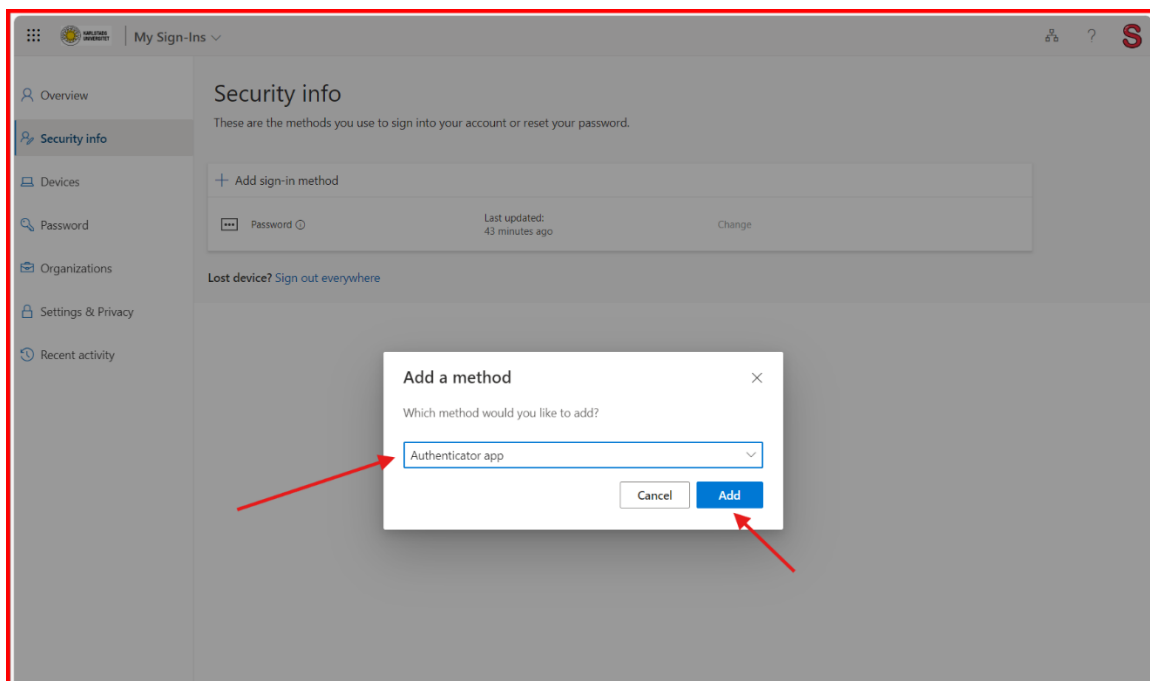 KARLSTADS
UNIVERSITET
My Sign-Ins
?
S
Overview
Security info
Devices
Password
Organizations
Settings & Privacy
Recent activity
Security info
These are the methods you use to sign into your account or reset your password.
+ Add sign-in method
Password
Last updated:
43 minutes ago
Change
Lost device? Sign out everywhere
Add a method
Which method would you like to add?
Authenticator app
Cancel
Add